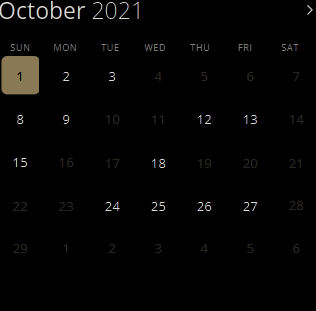 October 2021 >
SUN MON TUE WED THU FRI SAT
1 2 3 4 5 6 7
8 9 10 11 12 13 14
15 16 17 18 19 20 21
22 23 24 25 26 27 28
29 1 2 3 4 5 6